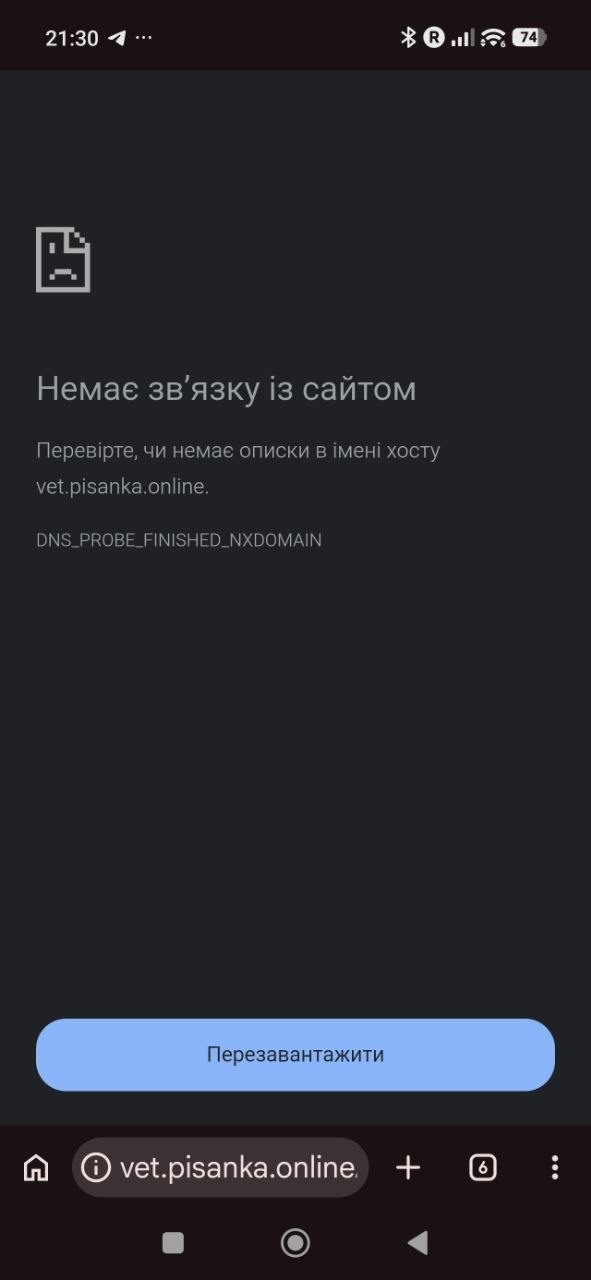 21:30
R
6
74
Немає зв’язку із сайтом
Перевірте, чи немає описки в імені хосту
vet.pisanka.online.
DNS_PROBE_FINISHED_NXDOMAIN
Перезавантажити
vet.pisanka.online
6